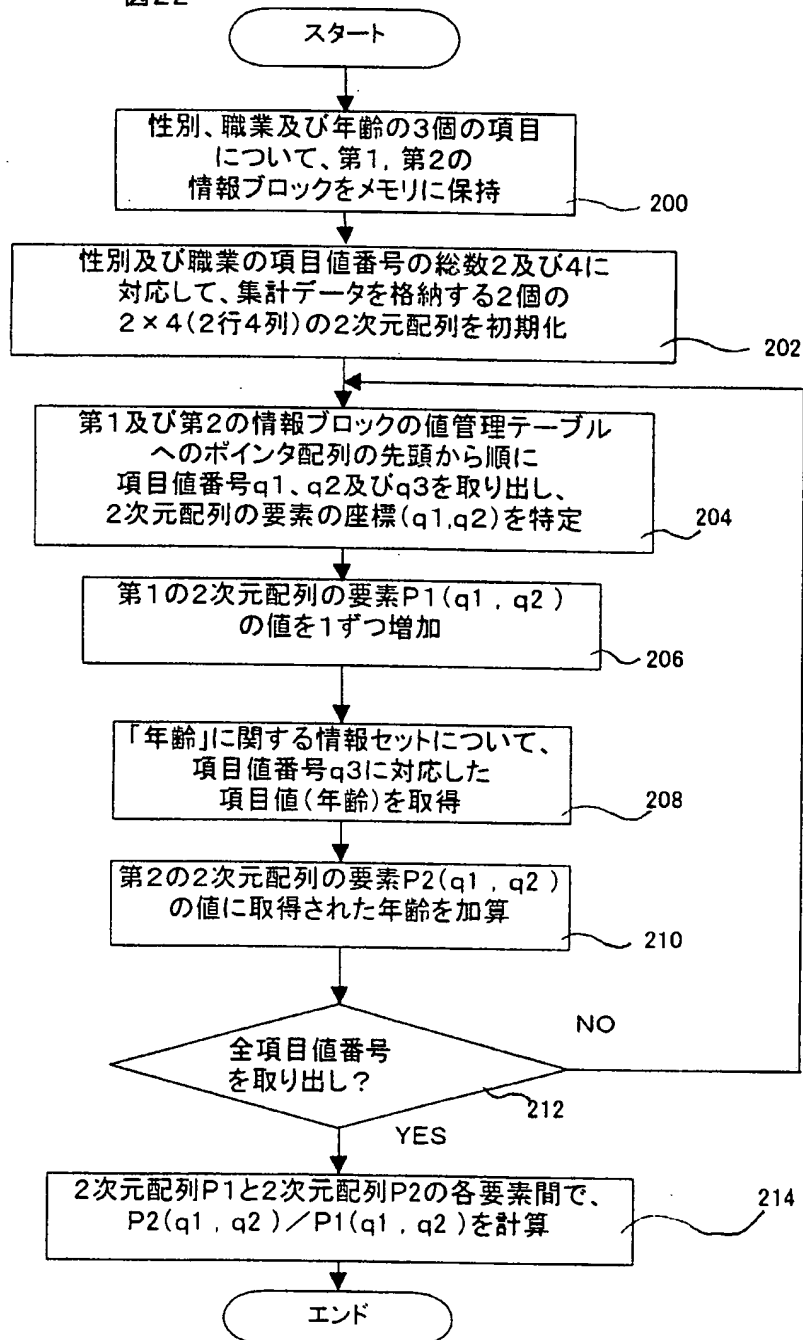 図22
スタート
性別、職業及び年齢の3個の項目
について、第1, 第2の
情報ブロックをメモリに保持
200
性別及び職業の項目値番号の総数2及び4に
対応して、集計データを格納する2個の
2×4(2行4列)の2次元配列を初期化
202
第1及び第2の情報ブロックの値管理テーブル
へのポインタ配列の先頭から順に
項目値番号q1、q2及びq3を取り出し、
2次元配列の要素の座標(q1,q2)を特定
204
第1の2次元配列の要素P1(q1 , q2 )
の値を1ずつ増加
206
「年齢」に関する情報セットについて、
項目値番号q3に対応した
項目値(年齢)を取得
208
第2の2次元配列の要素P2(q1 , q2 )
の値に取得された年齢を加算
210
全項目値番号
を取り出し?
NO
212
YES
2次元配列P1と2次元配列P2の各要素間で、
P2(q1 , q2 )/P1(q1 , q2 )を計算
214
エンド